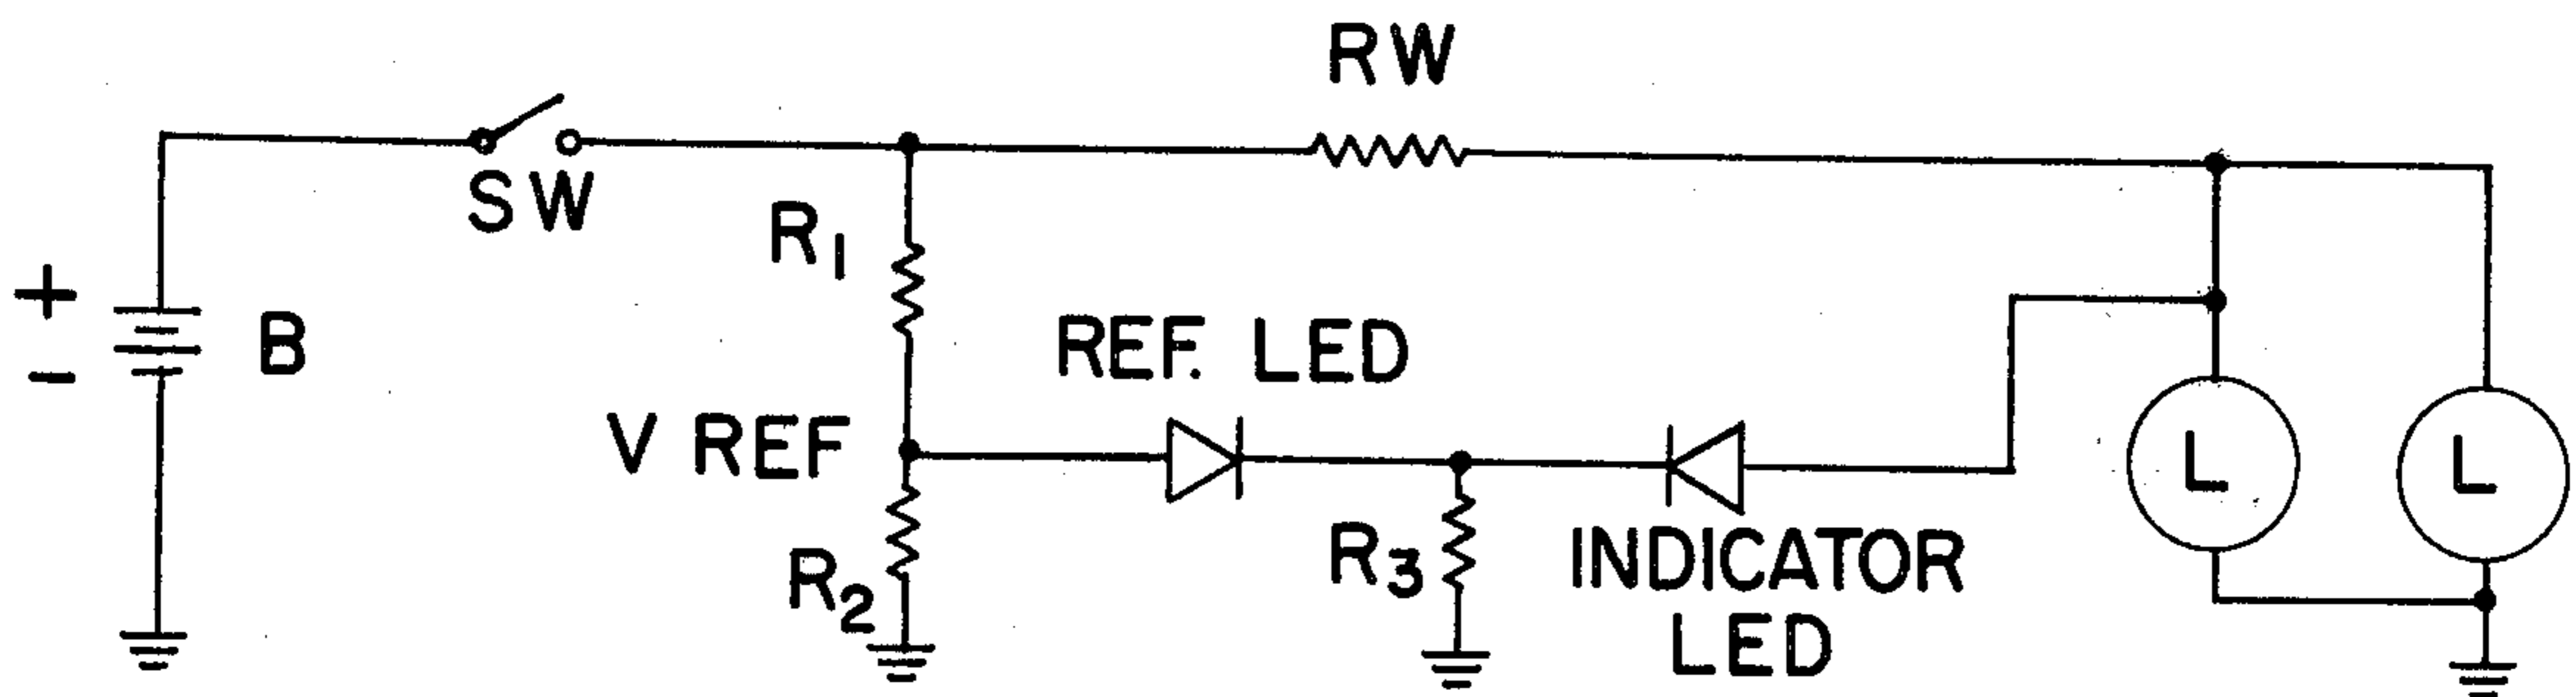 RW
SW
R1
+
-
B
REF. LED
V REF
L
L
R2
R3
INDICATOR
LED